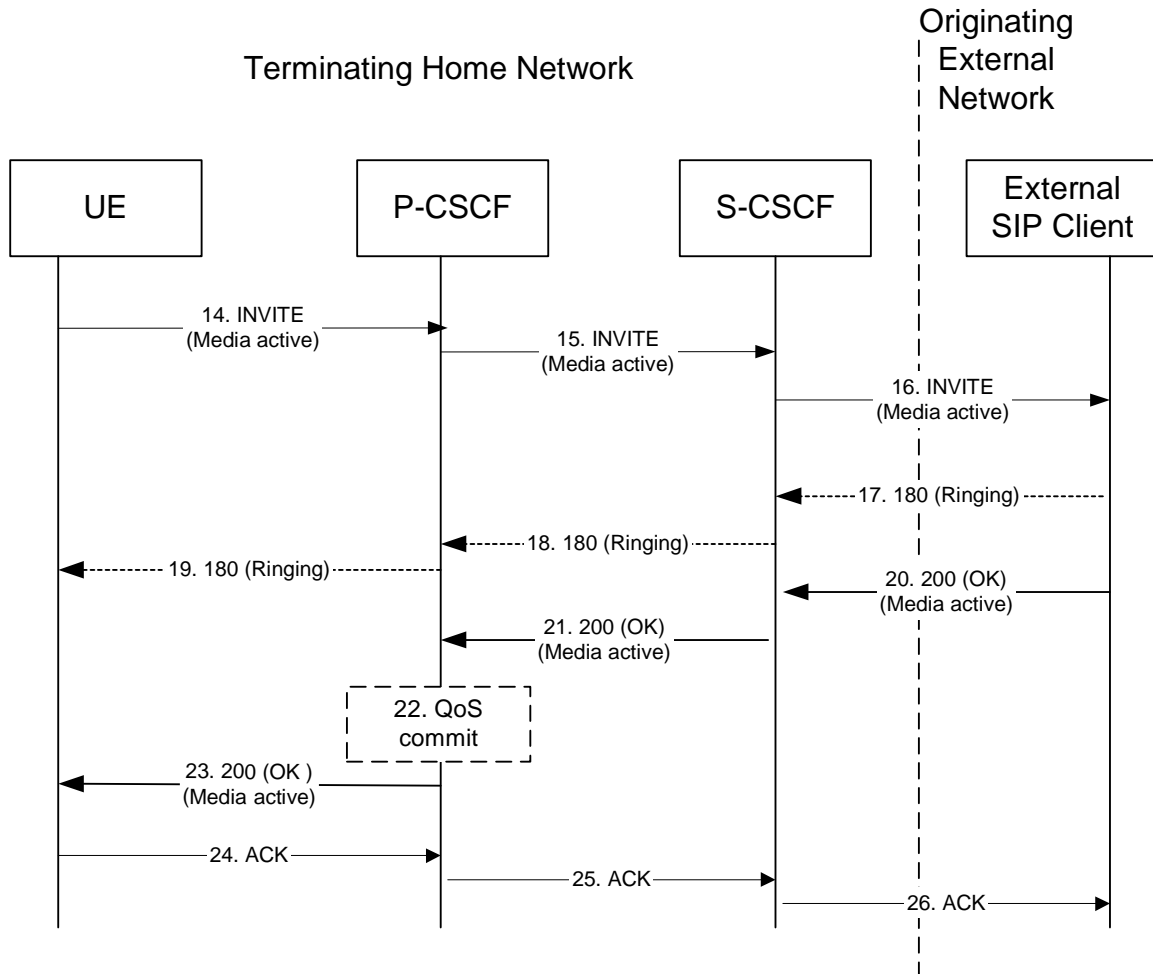 Originating
External
Network
Terminating Home Network
UE
P-CSCF
S-CSCF
External
SIP Client
14. INVITE
(Media active)
15. INVITE
(Media active)
16. INVITE
(Media active)
17. 180 (Ringing)
18. 180 (Ringing)
19. 180 (Ringing)
20. 200 (OK)
(Media active)
21. 200 (OK)
(Media active)
22. QoS
commit
23. 200 (OK )
(Media active)
24. ACK
25. ACK
26. ACK